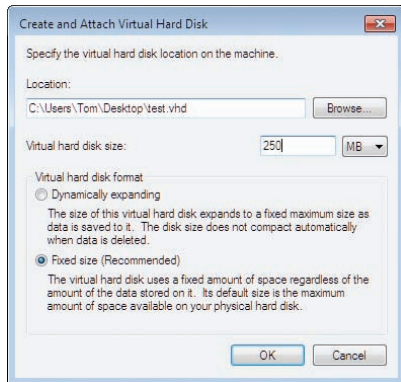 Create and Attach Virtual Hard Disk
Specify the virtual hard disk location on the machine.
Location:
C:\Users\Tom\Desktop\test.vhd
Browse...
Virtual hard disk size:
250
MB
Virtual hard disk format
Dynamically expanding
The size of this virtual hard disk expands to a fixed maximum size as
data is saved to it. The disk size does not compact automatically
when data is deleted.
Fixed size (Recommended)
The virtual hard disk uses a fixed amount of space regardless of the
amount of the data stored on it. Its default size is the maximum
amount of space available on your physical hard disk.
OK
Cancel